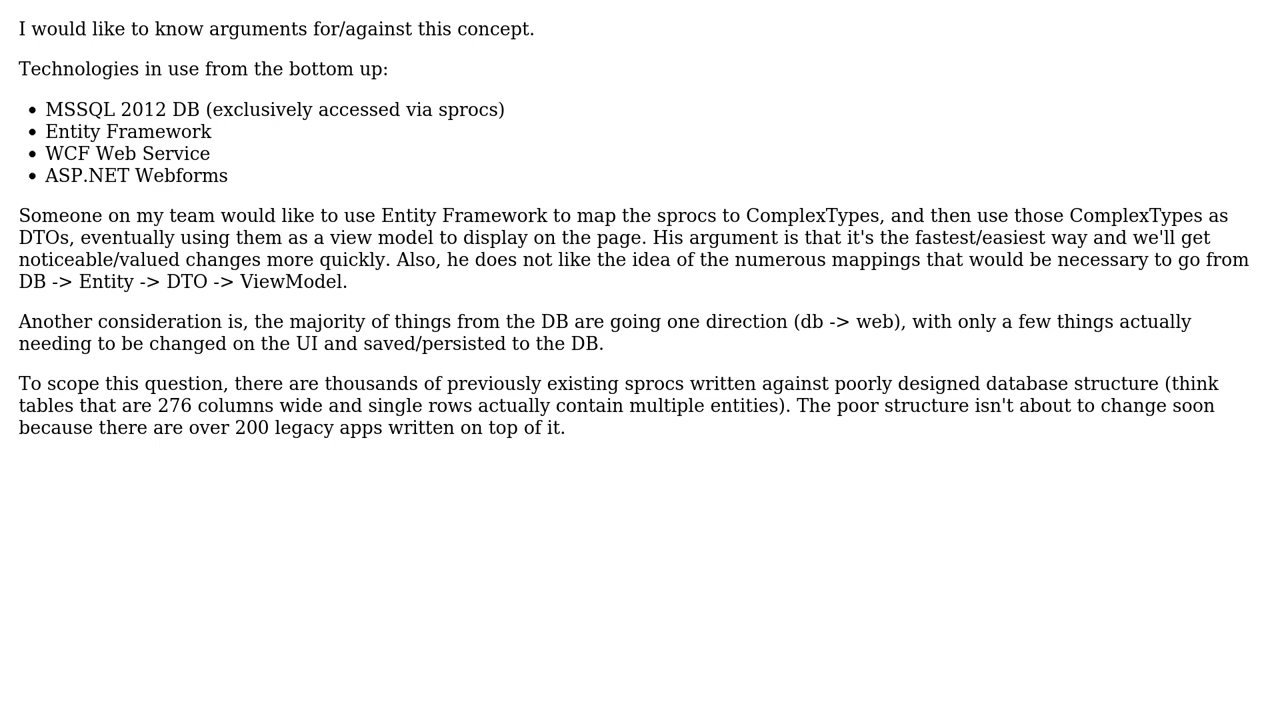 I would like to know arguments for/against this concept.
Technologies in use from the bottom up:
• MSSQL 2012 DB (exclusively accessed via sprocs)
• Entity Framework
• WCF Web Service
• ASP.NET Webforms
Someone on my team would like to use Entity Framework to map the sprocs to ComplexTypes, and then use those ComplexTypes as
DTOs, eventually using them as a view model to display on the page. His argument is that it's the fastest/easiest way and we'll get
noticeable/valued changes more quickly. Also, he does not like the idea of the numerous mappings that would be necessary to go from
DB -> Entity -> DTO -> ViewModel.
Another consideration is, the majority of things from the DB are going one direction (db -> web), with only a few things actually
needing to be changed on the UI and saved/persisted to the DB.
To scope this question, there are thousands of previously existing sprocs written against poorly designed database structure (think
tables that are 276 columns wide and single rows actually contain multiple entities). The poor structure isn't about to change soon
because there are over 200 legacy apps written on top of it.